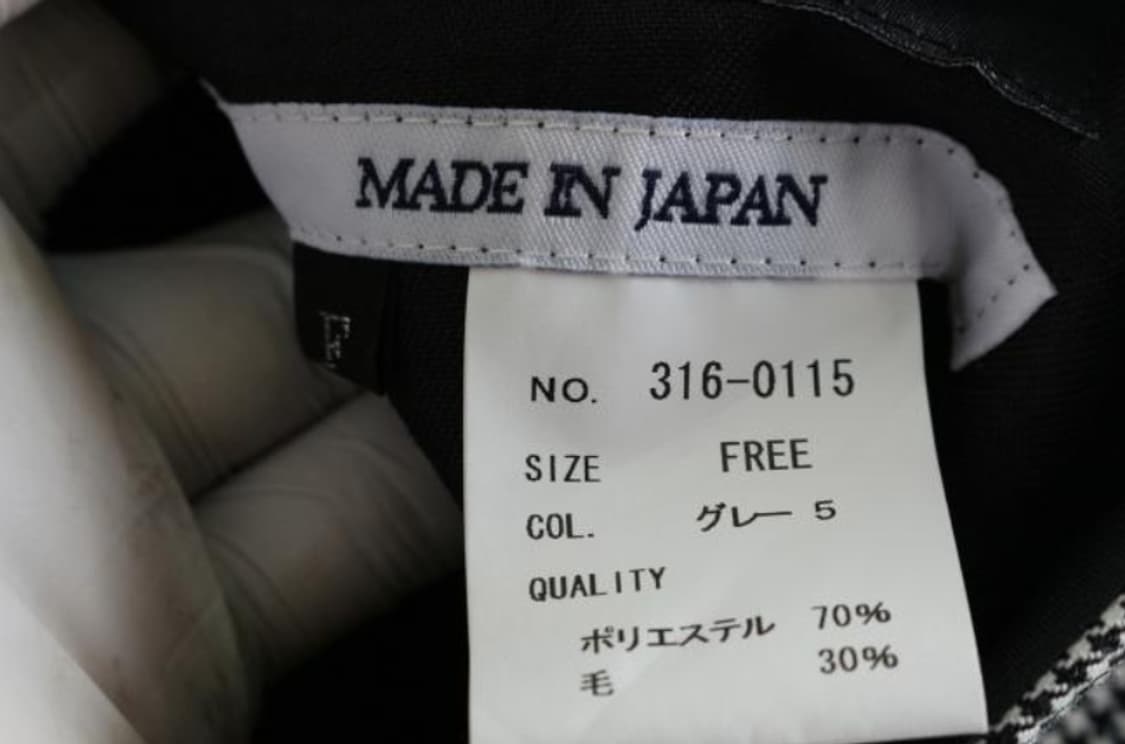 MADE IN JAPAN
NO. 316-0115
SIZE FREE
COL. グレー 5
QUALITY
ポリエステル 70%
毛 30%